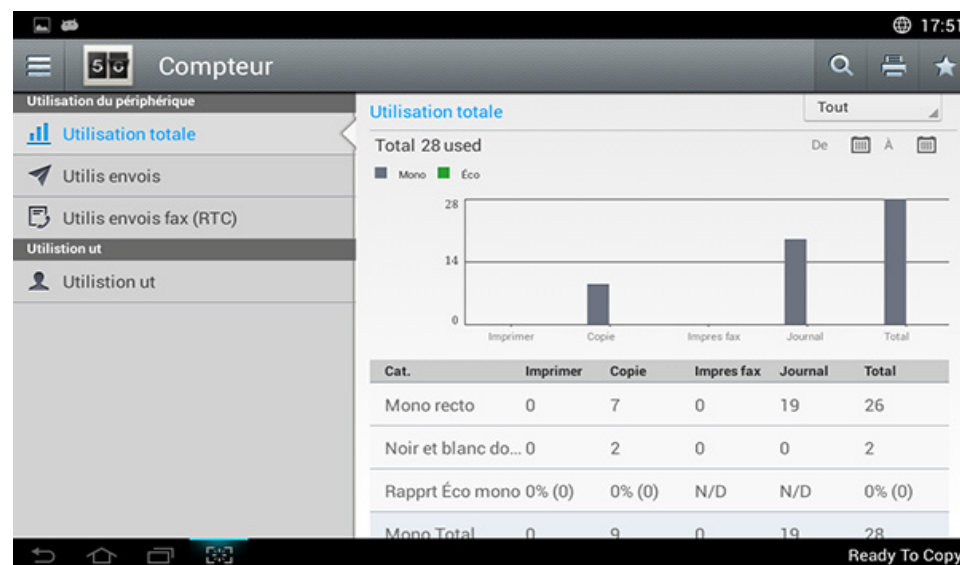 17:51
50 Compteur
Utilisation du périphérique
Utilisation totale
Utilis envois
Utilis envois fax (RTC)
Utilistion ut
Utilistion ut
Utilisation totale Tout
Total 28 used De À
Mono Éco
28
14
0
Imprimer Copie Impres fax Journal Total
Cat. Imprimer Copie Impres fax Journal Total
Mono recto 0 7 0 19 26
Noir et blanc do... 0 2 0 0 2
Rapprt Éco mono 0% (0) 0% (0) N/D N/D 0% (0)
Mono Total 0 9 0 19 28
Ready To Copy